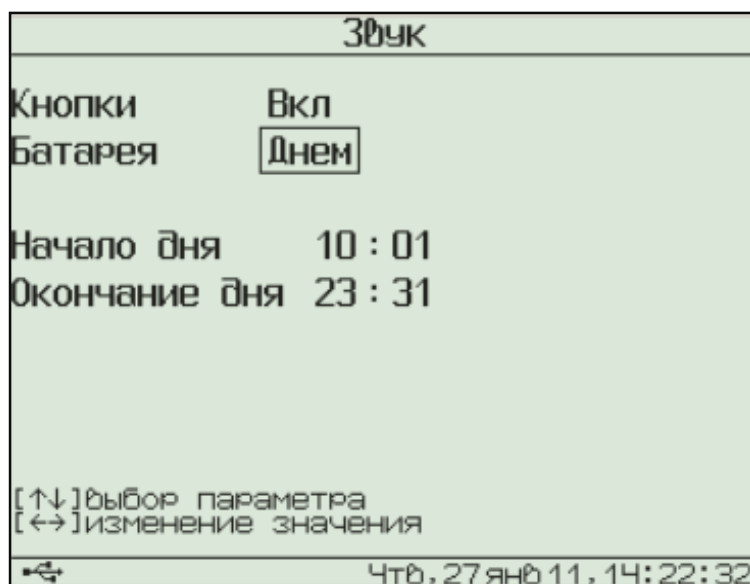 Звук
Кнопки Вкл
Батарея Днем
Начало дня 10:01
Окончание дня 23:31
[↑↓]выбор параметра
[←→]изменение значения
Чтв,27янв11,14:22:32